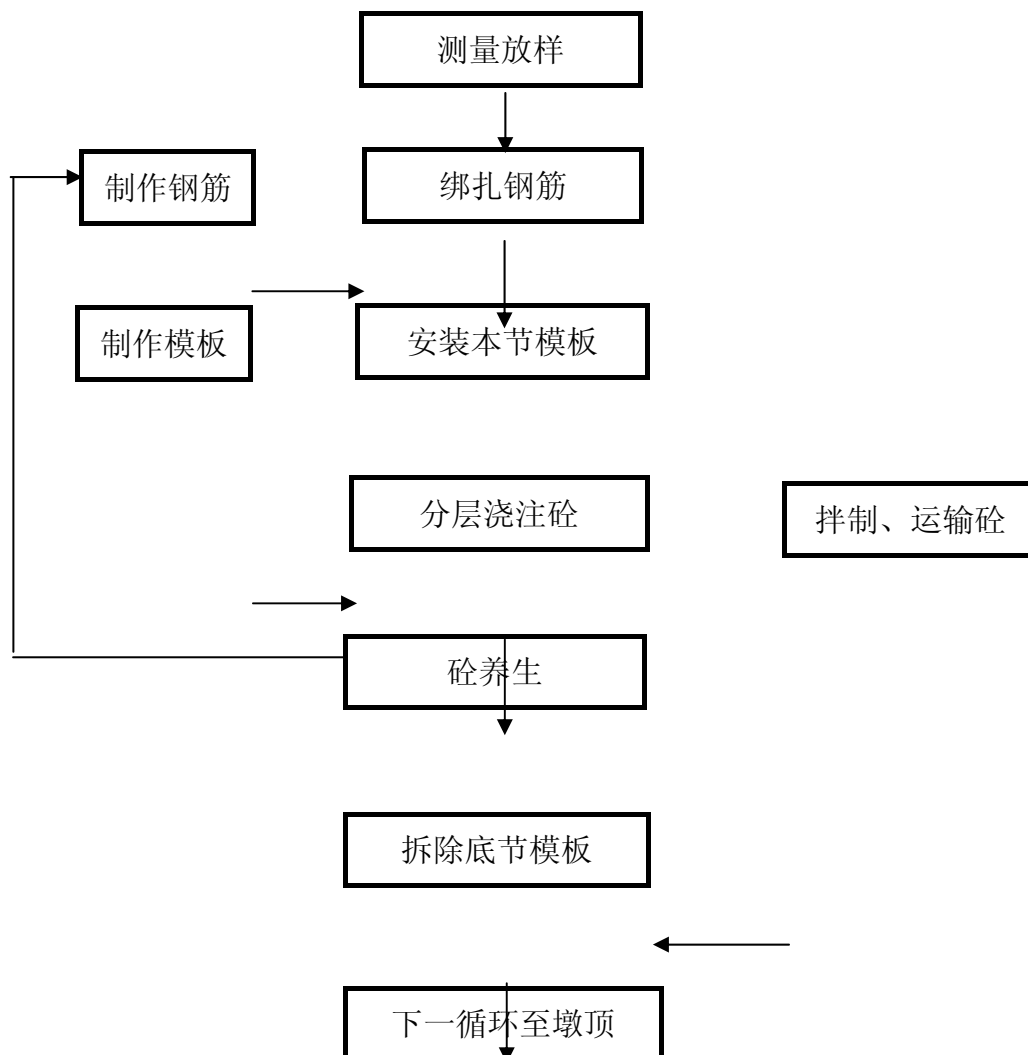 测量放样
制作钢筋
绑扎钢筋
制作模板
安装本节模板
分层浇注砼
拌制、运输砼
砼养生
拆除底节模板
下一循环至墩顶